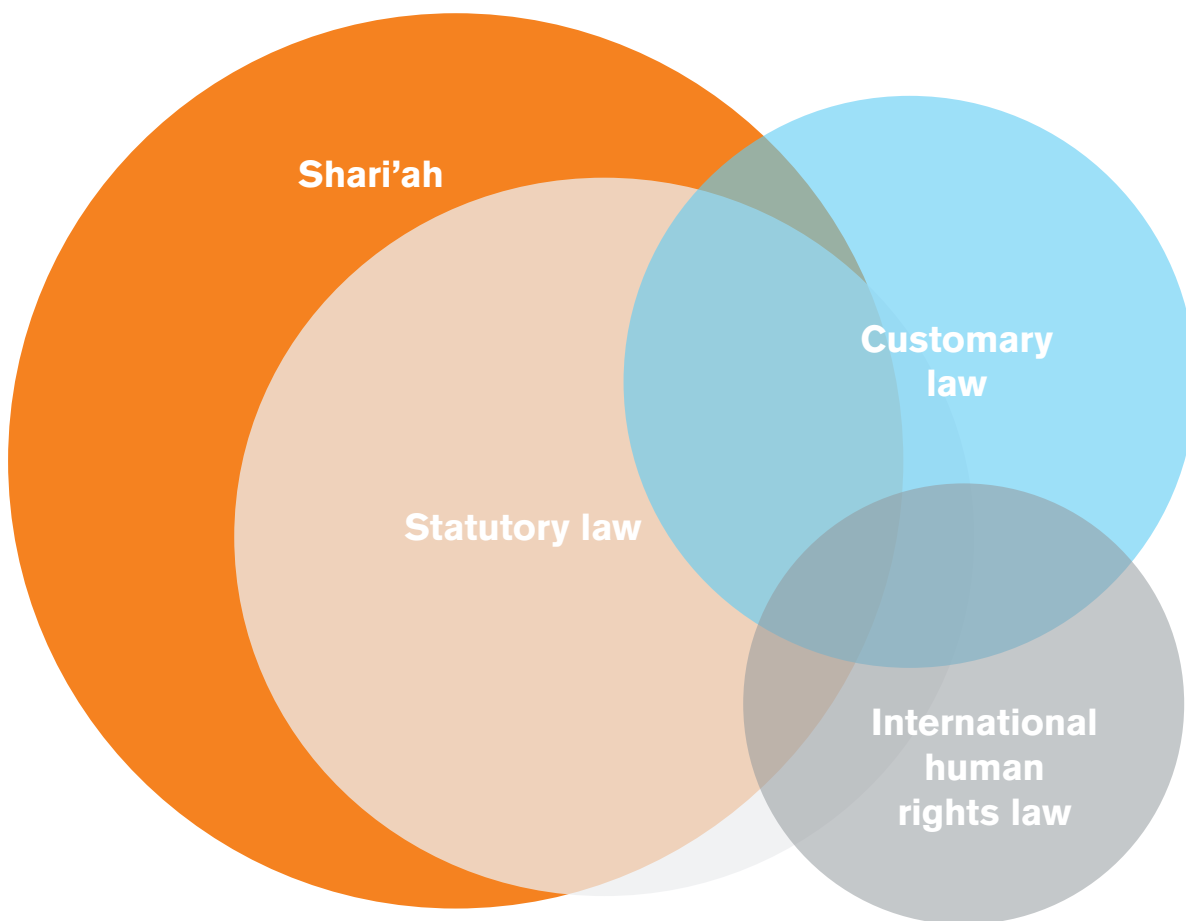 Shari’ah
Customary
law
Statutory law
International
human
rights law